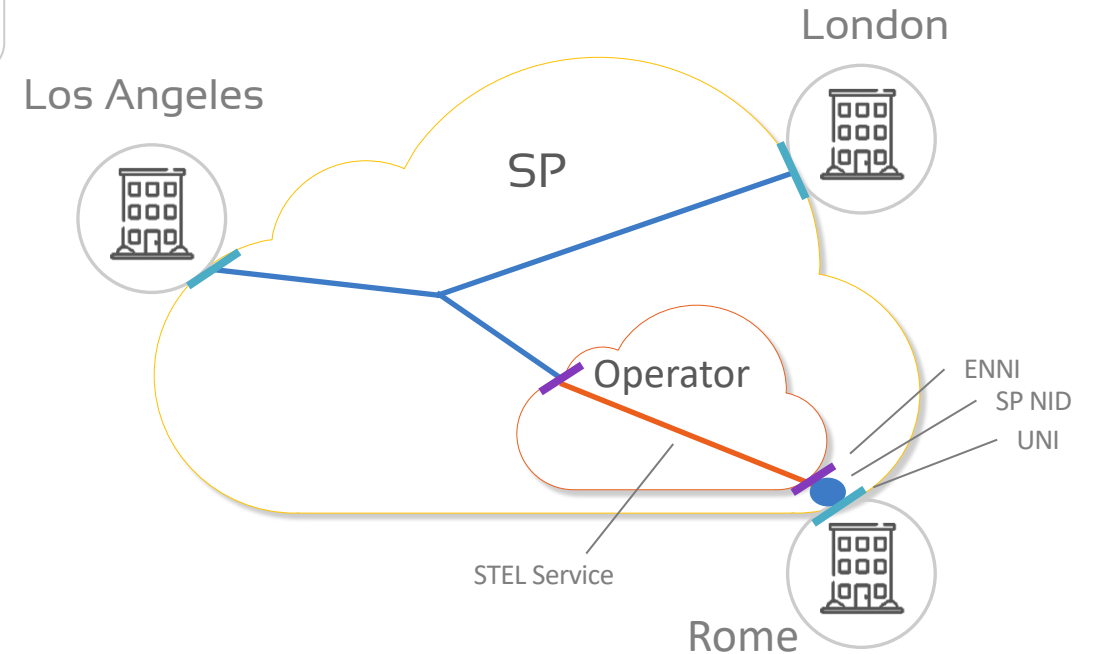 London
Los Angeles
SP
Operator
ENNI
SP NID
UNI
STEL Service
Rome